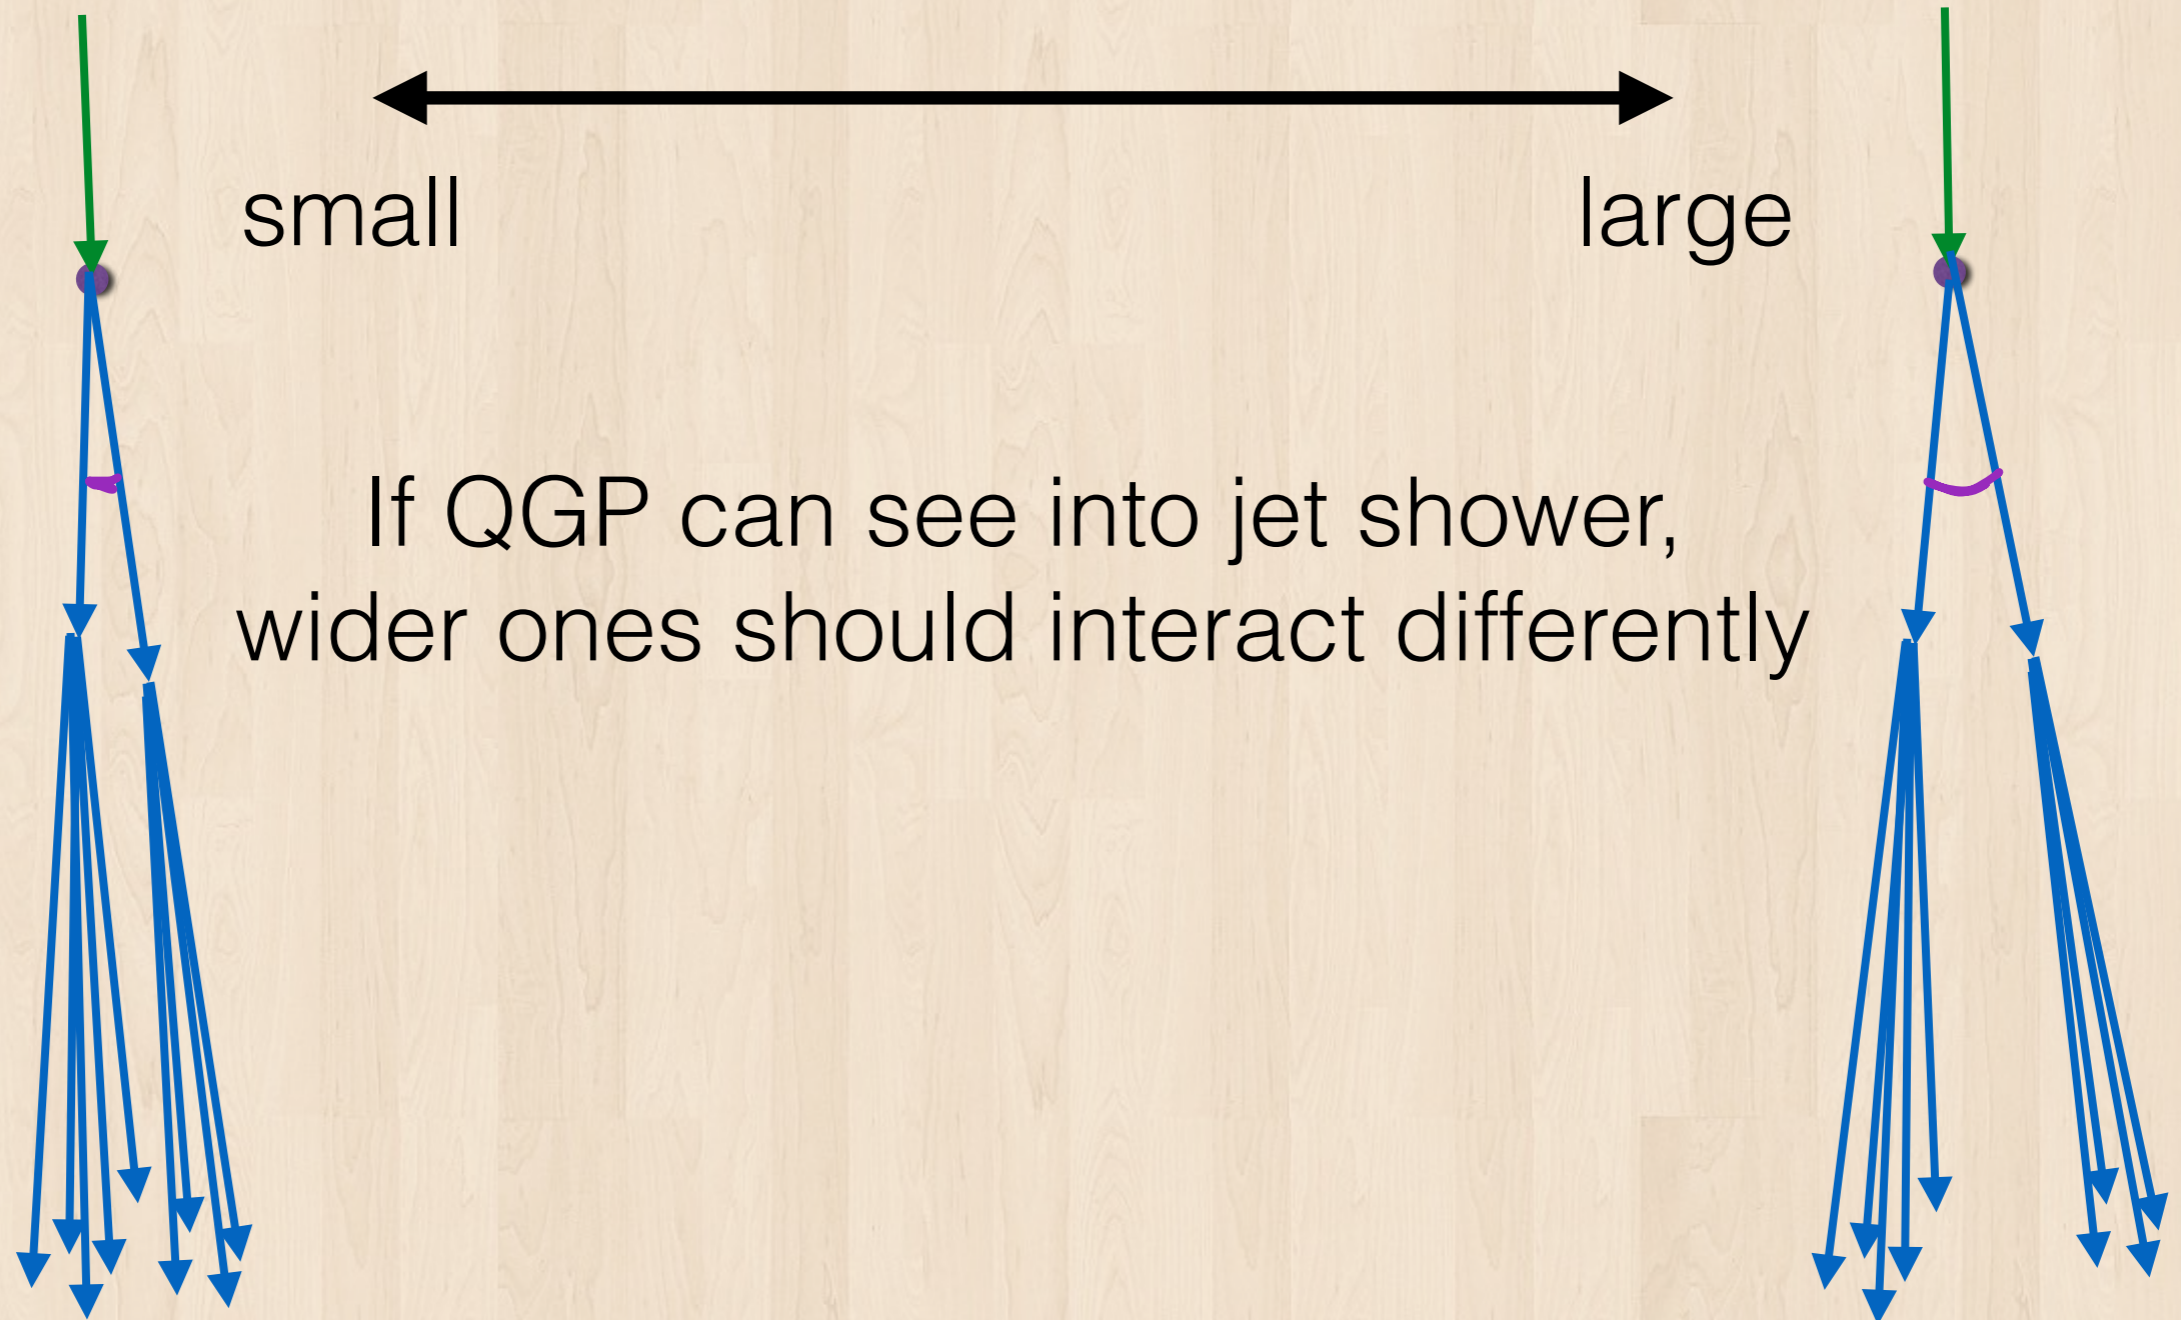 small
large
If QGP can see into jet shower,
wider ones should interact differently